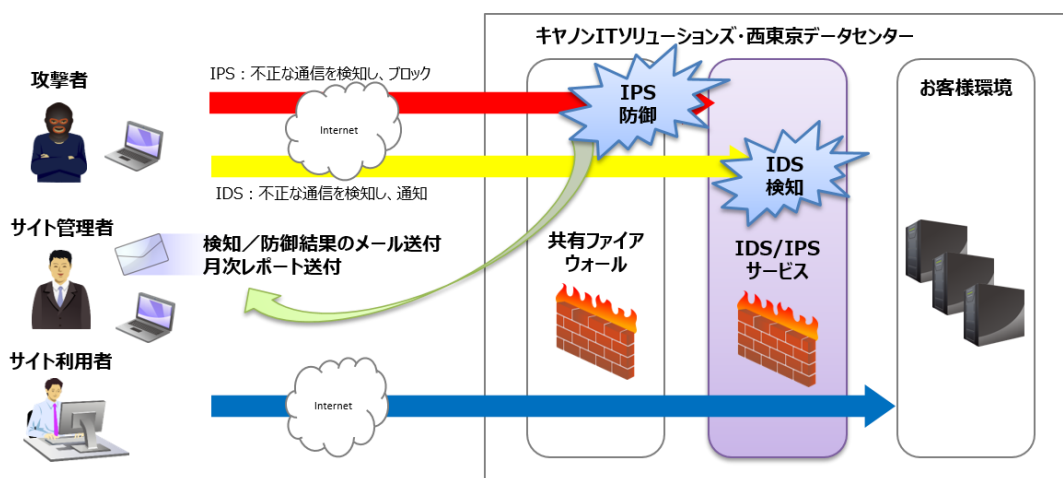 キヤノンITソリューションズ・西東京データセンター
攻撃者
IPS：不正な通信を検知し、ブロック
Internet
IPS
防御
お客様環境
IDS：不正な通信を検知し、通知
IDS
検知
サイト管理者
検知／防御結果のメール送付
月次レポート送付
共有ファイア
ウォール
IDS/IPS
サービス
サイト利用者
Internet